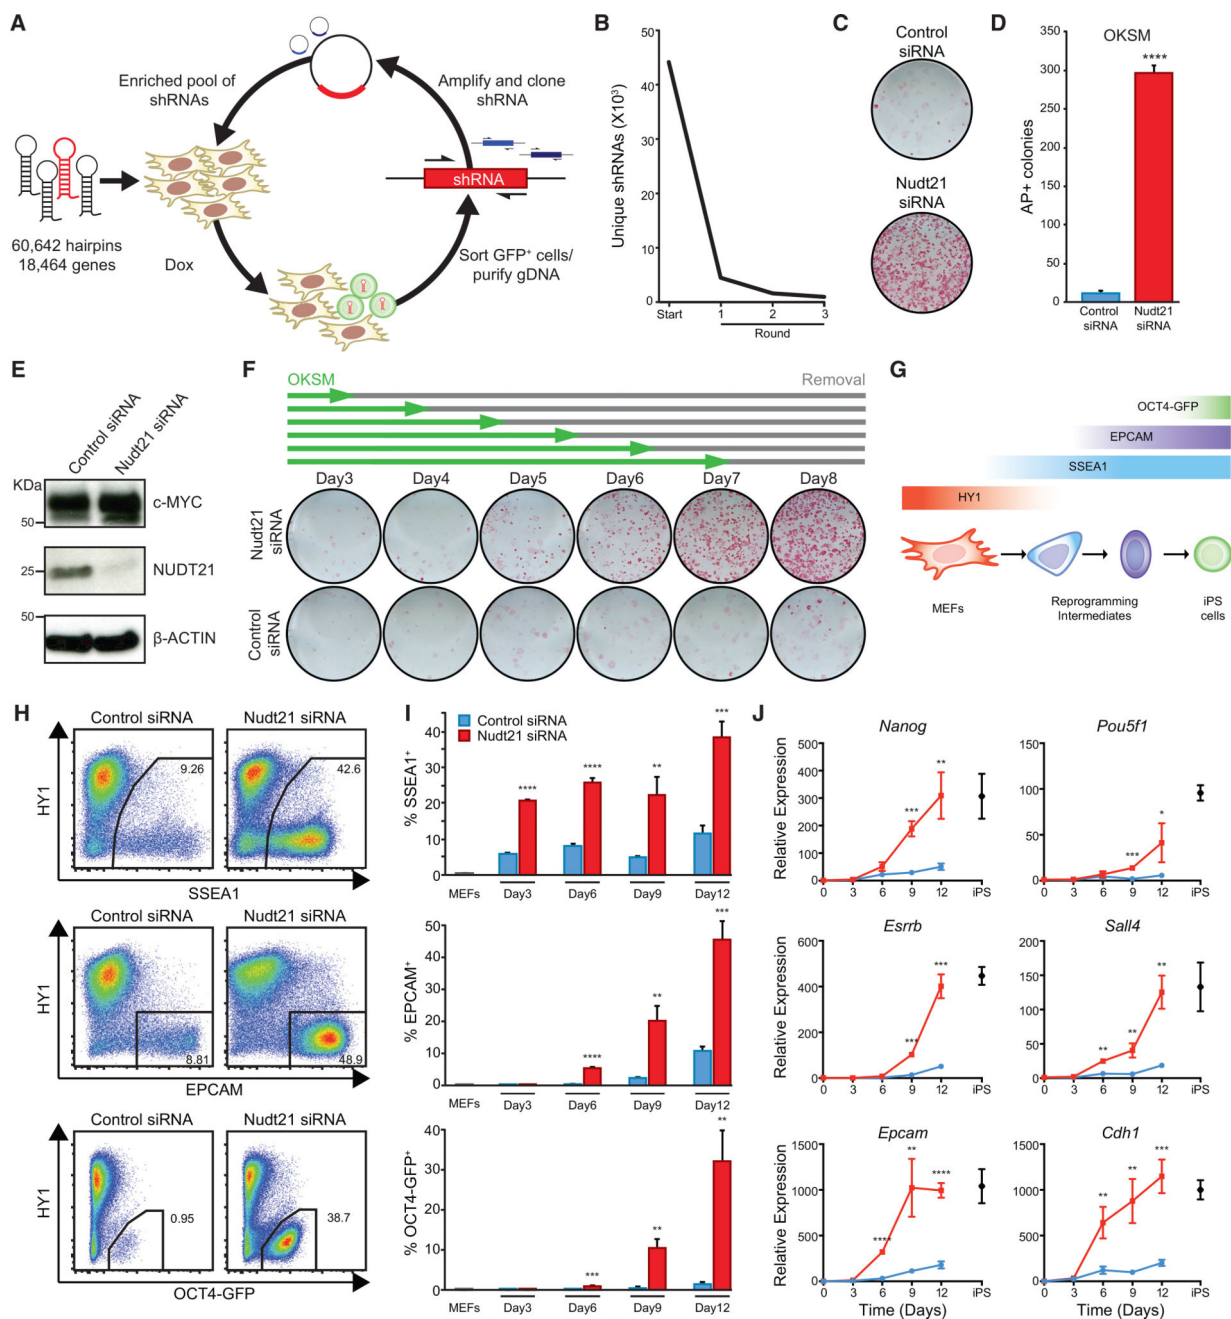 A
Enriched pool of
shRNAs
Amplify and clone
shRNA
shRNA
60,642 hairpins
18,464 genes
Dox
Sort GFP⁺ cells/
purify gDNA
B
Unique shRNAs (X10³)
50
40
20
10
0
Start
1
2
3
Round
C
Control
siRNA
Nudt21
siRNA
D
OKSM
****
AP+ colonies
350
300
250
200
150
100
50
0
Control
siRNA
Nudt21
siRNA
E
Control siRNA
Nudt21 siRNA
KDa
50
c-MYC
25
NUDT21
50
β-ACTIN
F
OKSM
Removal
Day3
Day4
Day5
Day6
Day7
Day8
Nudt21
siRNA
Control
siRNA
G
OCT4-GFP
EPCAM
SSEA1
HY1
MEFs
Reprogramming
Intermediates
iPS
cells
H
Control siRNA
Nudt21 siRNA
HY1
9.26
42.6
SSEA1
Control siRNA
Nudt21 siRNA
HY1
8.81
48.9
EPCAM
Control siRNA
Nudt21 siRNA
HY1
0.95
38.7
OCT4-GFP
I
Control siRNA
Nudt21 siRNA
% SSEA1⁺
40
30
20
10
0
****
****
**
***
MEFs
Day3
Day6
Day9
Day12
% EPCAM⁺
50
40
30
20
10
0
****
**
***
MEFs
Day3
Day6
Day9
Day12
% OCT4-GFP⁺
40
30
20
10
0
***
**
**
MEFs
Day3
Day6
Day9
Day12
J
Nanog
Relative Expression
500
400
300
200
100
0
***
**
0 3 6 9 12 iPS
Pou5f1
150
100
50
0
***
*
0 3 6 9 12 iPS
Esrrb
Relative Expression
600
400
200
0
***
***
0 3 6 9 12 iPS
Sall4
200
150
100
50
0
**
**
**
0 3 6 9 12 iPS
Epcam
Relative Expression
1500
1000
500
0
****
**
****
0 3 6 9 12 iPS
Time (Days)
Cdh1
1500
1000
500
0
**
**
***
0 3 6 9 12 iPS
Time (Days)